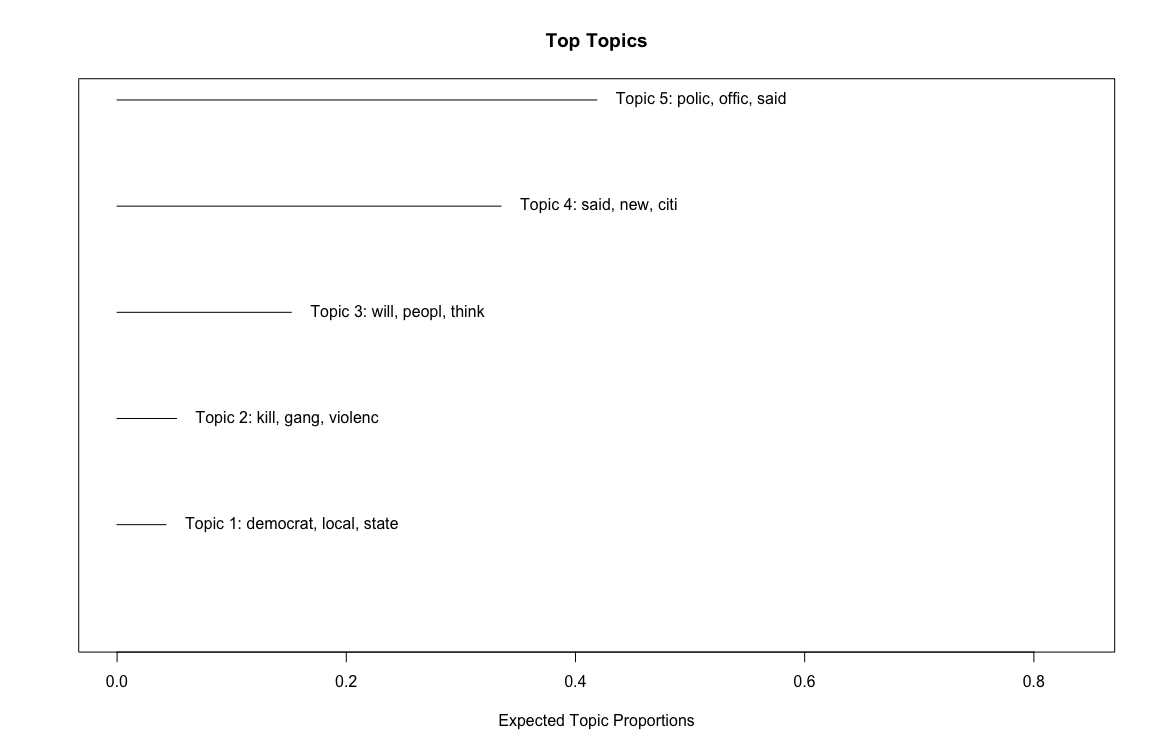 Top Topics
Topic 5: polic, offic, said
Topic 4: said, new, citi
Topic 3: will, peopl, think
Topic 2: kill, gang, violenc
Topic 1: democrat, local, state
0.0 0.2 0.4 0.6 0.8
Expected Topic Proportions